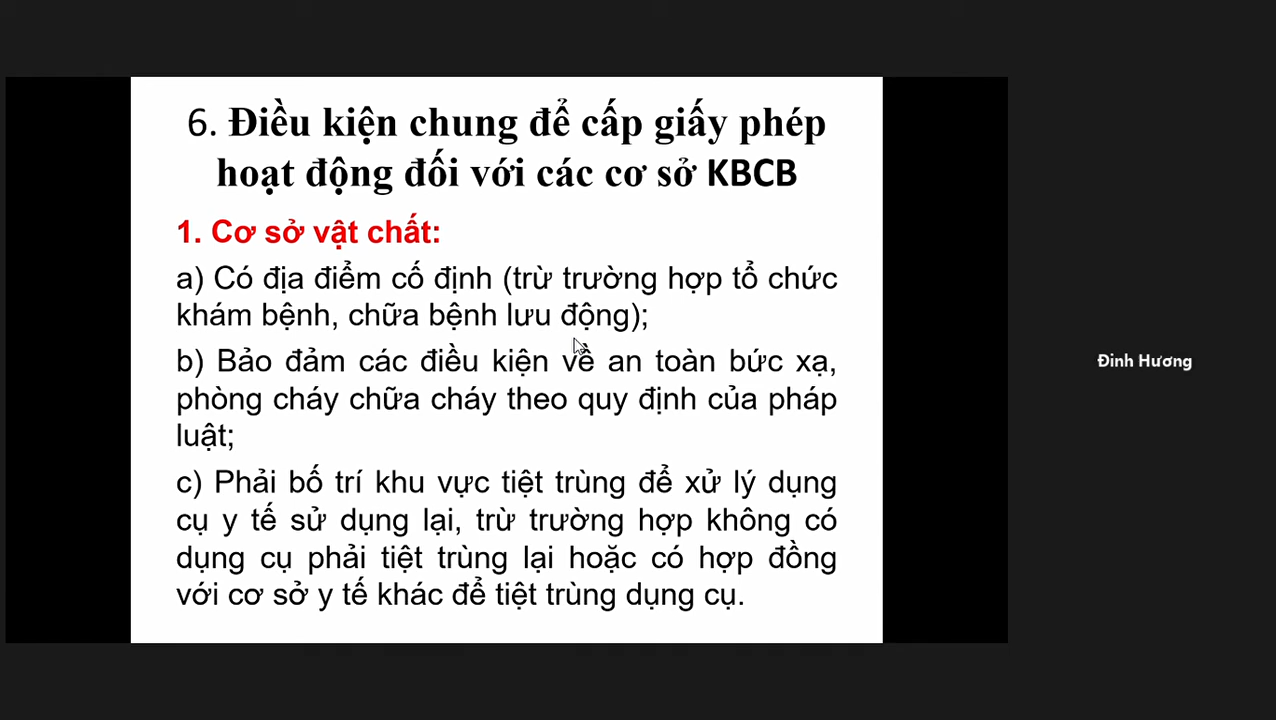 6. Điều kiện chung để cấp giấy phép
hoạt động đối với các cơ sở KBCB
1. Cơ sở vật chất:
a) Có địa điểm cố định (trừ trường hợp tổ chức
khám bệnh, chữa bệnh lưu động);
b) Bảo đảm các điều kiện về an toàn bức xạ,
phòng cháy chữa cháy theo quy định của pháp
luật;
c) Phải bố trí khu vực tiệt trùng để xử lý dụng
cụ y tế sử dụng lại, trừ trường hợp không có
dụng cụ phải tiệt trùng lại hoặc có hợp đồng
với cơ sở y tế khác để tiệt trùng dụng cụ.
Đinh Hương